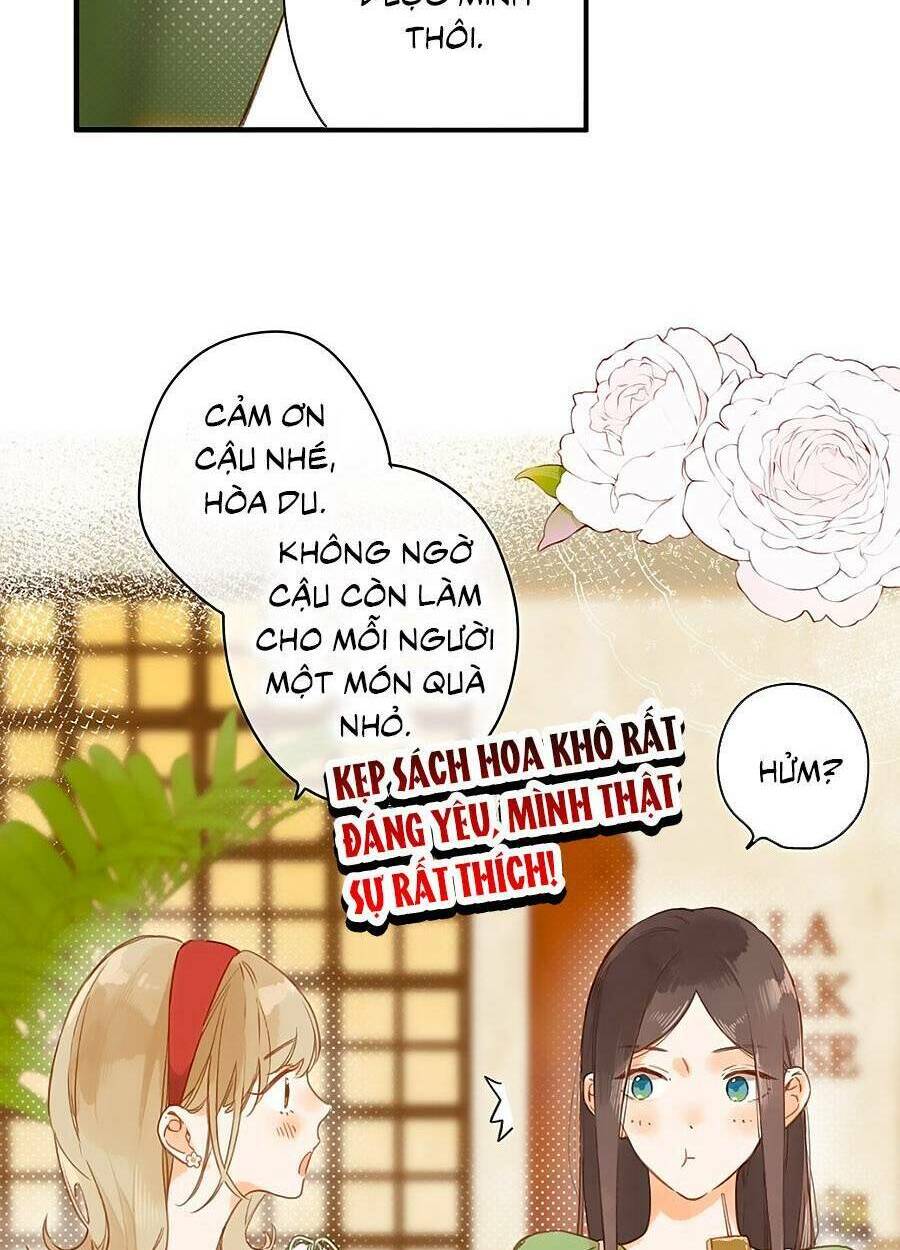 THÔI.
CẢM ƠN
CẬU NHÉ,
HÒA DU.
KHÔNG NGỜ
CẬU CÒN LÀM
CHO MỖI NGƯỜI
MỘT MÓN QUÀ
NHỎ.
KẸP SÁCH HOA KHÔ RẤT
ĐÁNG YÊU, MÌNH THẬT
SỰ RẤT THÍCH!
HỬM?
LA